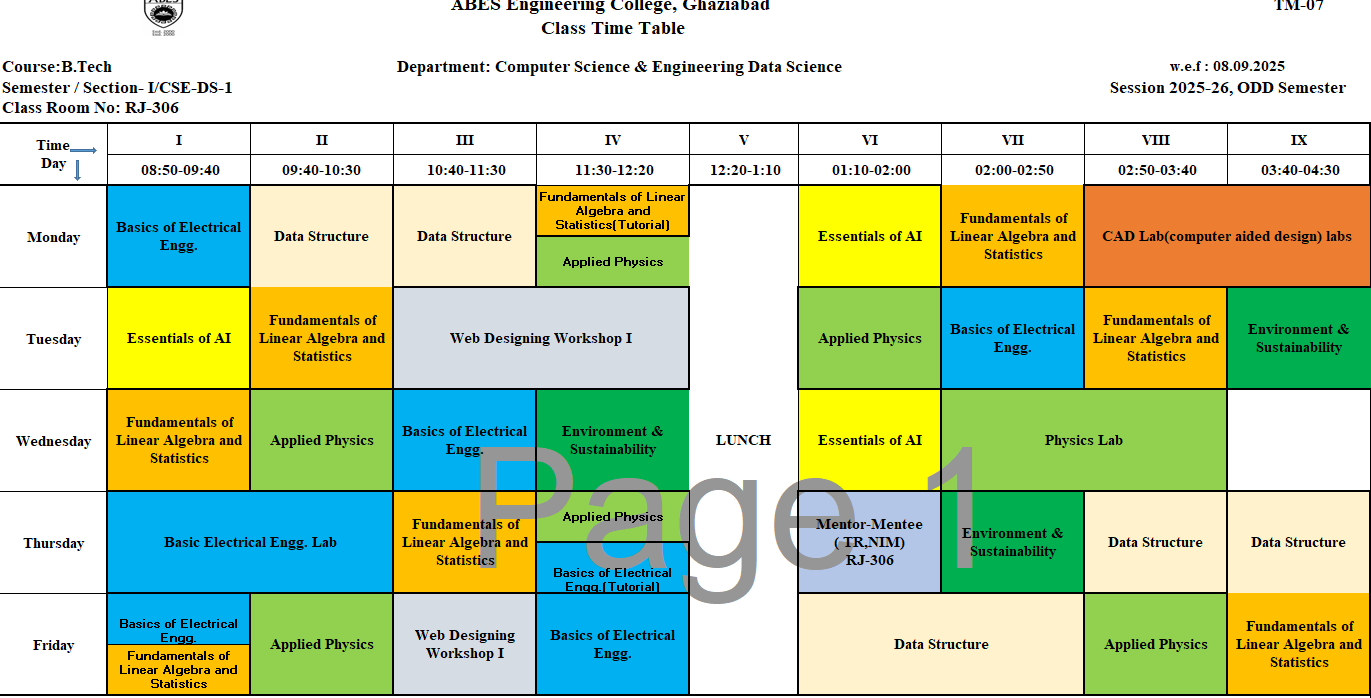 ABES Engineering College, Ghaziabad
TM-07
Class Time Table
Course:B.Tech
Department: Computer Science & Engineering Data Science
w.e.f : 08.09.2025
Semester / Section- I/CSE-DS-1
Session 2025-26, ODD Semester
Class Room No: RJ-306
Time
Day
I
II
III
IV
V
VI
VII
VIII
IX
08:50-09:40
09:40-10:30
10:40-11:30
11:30-12:20
12:20-1:10
01:10-02:00
02:00-02:50
02:50-03:40
03:40-04:30
Monday
Basics of Electrical
Engg.
Data Structure
Data Structure
Fundamentals of Linear
Algebra and
Statistics(Tutorial)
Applied Physics
Essentials of AI
Fundamentals of
Linear Algebra and
Statistics
CAD Lab(computer aided design) labs
Tuesday
Essentials of AI
Fundamentals of
Linear Algebra and
Statistics
Web Designing Workshop I
Applied Physics
Basics of Electrical
Engg.
Fundamentals of
Linear Algebra and
Statistics
Environment &
Sustainability
Wednesday
Fundamentals of
Linear Algebra and
Statistics
Applied Physics
Basics of Electrical
Engg.
Environment &
Sustainability
LUNCH
Essentials of AI
Physics Lab
Thursday
Basic Electrical Engg. Lab
Fundamentals of
Linear Algebra and
Statistics
Applied Physics
Basics of Electrical
Engg.(Tutorial)
Mentor-Mentee
( TR,NIM)
RJ-306
Environment &
Sustainability
Data Structure
Data Structure
Friday
Basics of Electrical
Engg.
Fundamentals of
Linear Algebra and
Statistics
Applied Physics
Web Designing
Workshop I
Basics of Electrical
Engg.
Data Structure
Applied Physics
Fundamentals of
Linear Algebra and
Statistics
Page 1